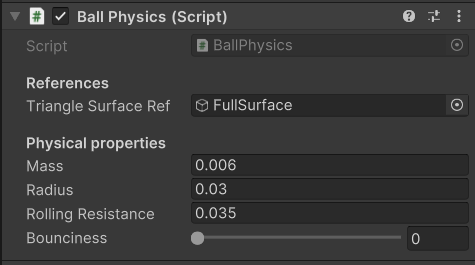 Ball Physics (Script)
Script BallPhysics
References
Triangle Surface Ref FullSurface
Physical properties
Mass 0.006
Radius 0.03
Rolling Resistance 0.035
Bounciness 0